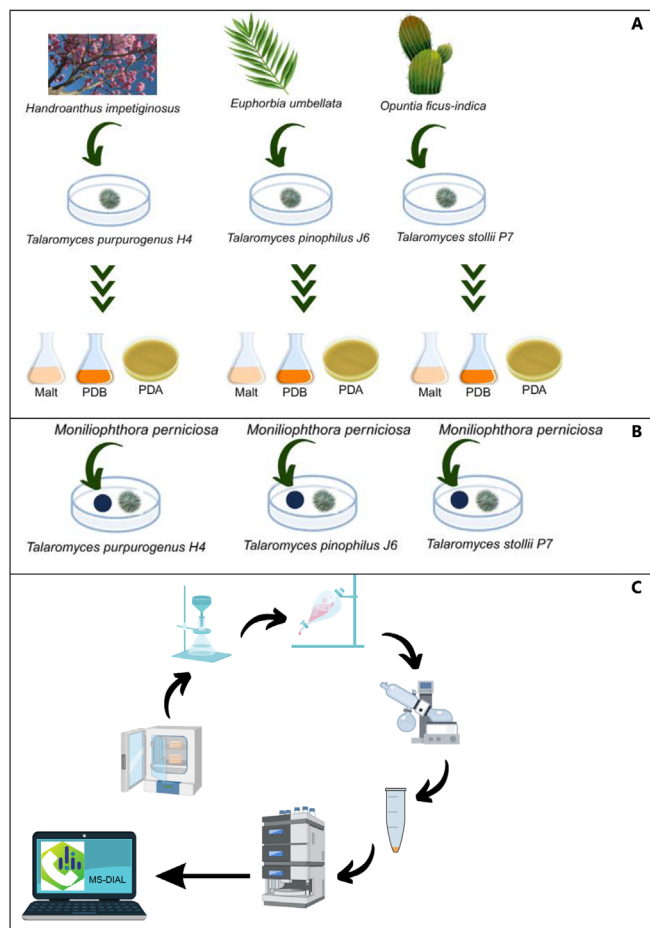 A
Handroanthus impetiginosus
Euphorbia umbellata
Opuntia ficus-indica
Talaromyces purpurogenus H4
Talaromyces pinophilus J6
Talaromyces stollii P7
Malt PDB PDA
Malt PDB PDA
Malt PDB PDA
B
Moniliophthora perniciosa
Moniliophthora perniciosa
Moniliophthora perniciosa
Talaromyces purpurogenus H4
Talaromyces pinophilus J6
Talaromyces stollii P7
C
MS-DIAL